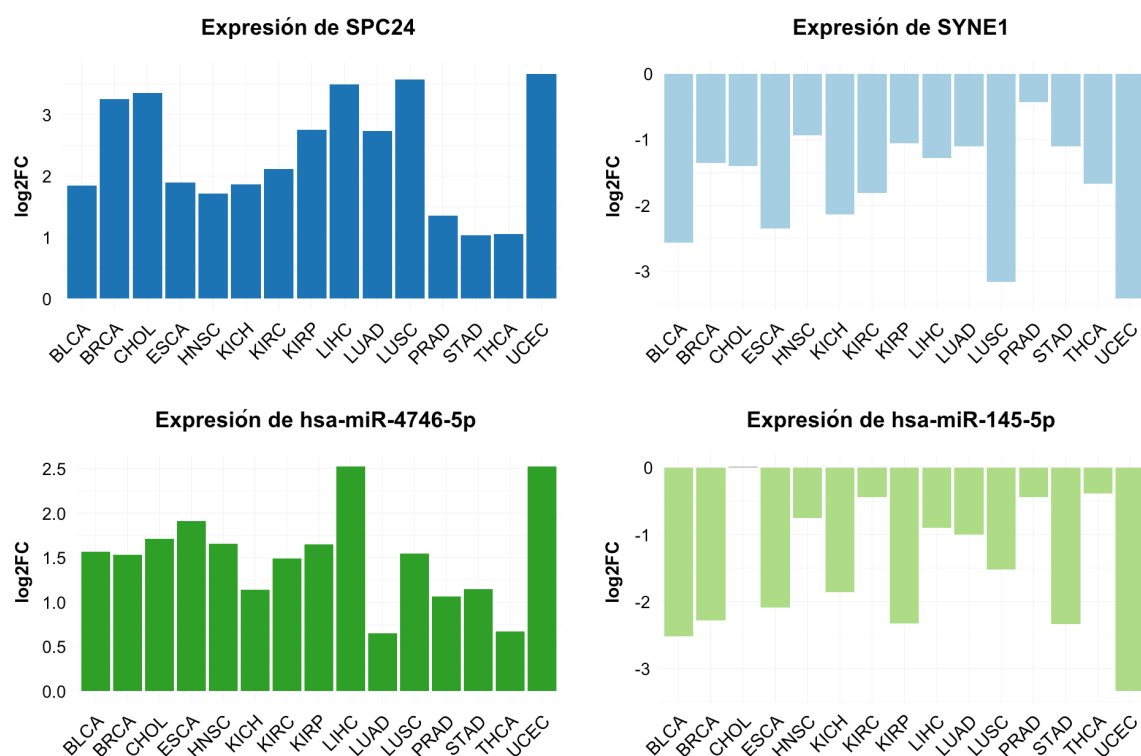 Expresión de SPC24
log2FC
3
2
1
0
BLCA BRCA CHOL ESCA HNSC KICH KIRC KIRP LIHC LUAD LUSC PRAD STAD THCA UCEC
Expresión de SYNE1
log2FC
0
-1
-2
-3
BLCA BRCA CHOL ESCA HNSC KICH KIRC KIRP LIHC LUAD LUSC PRAD STAD THCA UCEC
Expresión de hsa-miR-4746-5p
log2FC
2.5
2.0
1.5
1.0
0.5
0.0
BLCA BRCA CHOL ESCA HNSC KICH KIRC KIRP LIHC LUAD LUSC PRAD STAD THCA UCEC
Expresión de hsa-miR-145-5p
log2FC
0
-1
-2
-3
BLCA BRCA CHOL ESCA HNSC KICH KIRC KIRP LIHC LUAD LUSC PRAD STAD THCA UCEC